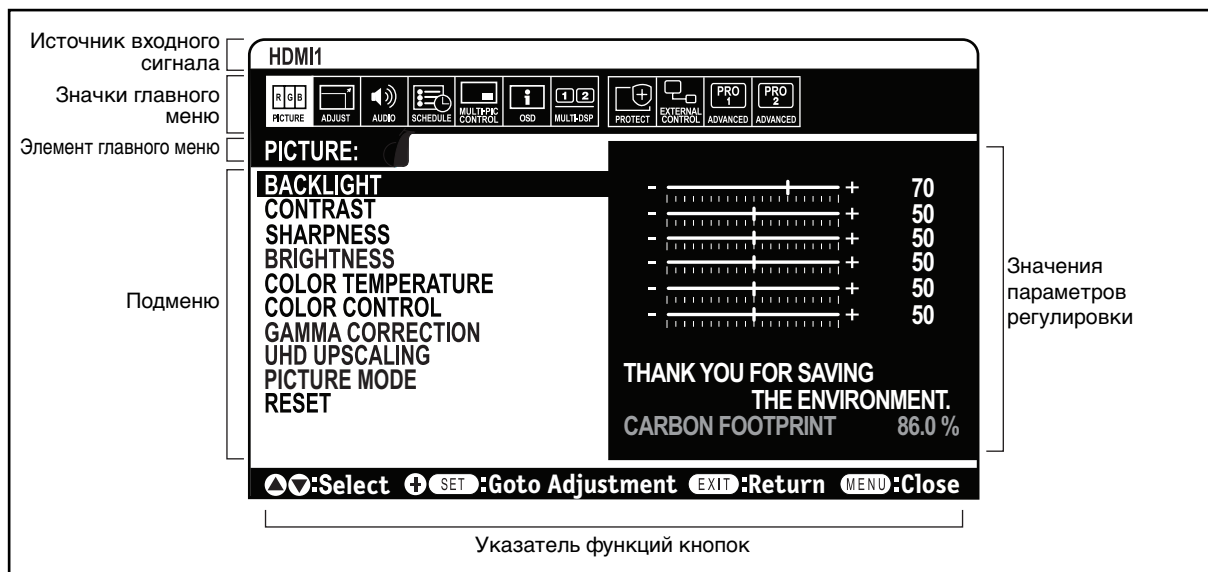 Источник входного
сигнала
HDMI1
Значки главного
меню
RGB
PICTURE
ADJUST
AUDIO
SCHEDULE
MULTI-PIC
CONTROL
i
OSD
1 2
MULTI-DSP
PROTECT
EXTERNAL
CONTROL
PRO
1
ADVANCED
PRO
2
ADVANCED
Элемент главного меню
PICTURE:
Подменю
BACKLIGHT - + 70
CONTRAST - + 50
SHARPNESS - + 50
BRIGHTNESS - + 50
COLOR TEMPERATURE - + 50
COLOR CONTROL - + 50
GAMMA CORRECTION
UHD UPSCALING
PICTURE MODE
RESET
THANK YOU FOR SAVING
THE ENVIRONMENT.
CARBON FOOTPRINT 86.0 %
Значения
параметров
регулировки
:Select + SET :Goto Adjustment EXIT :Return MENU :Close
Указатель функций кнопок